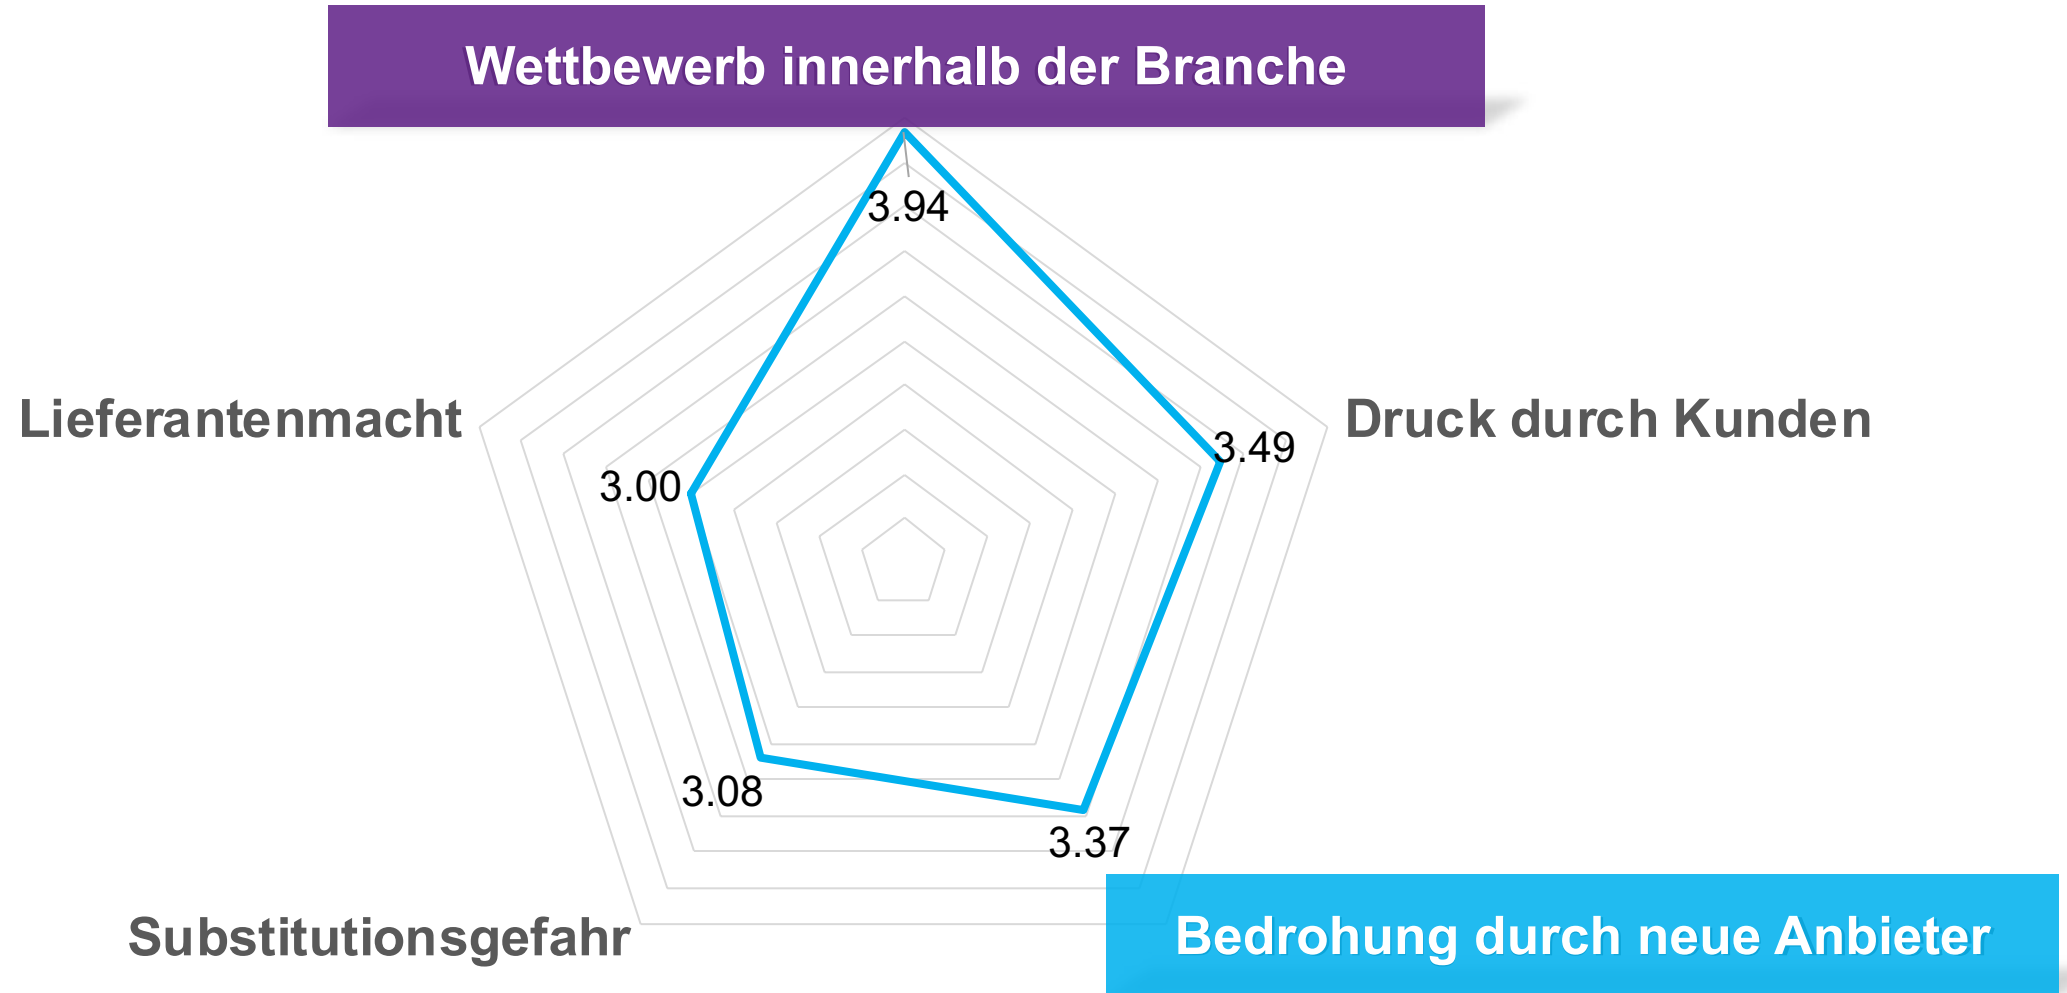 Wettbewerb innerhalb der Branche
3.94
Lieferantenmacht
Druck durch Kunden
3.49
3.00
3.08
3.37
Substitutionsgefahr
Bedrohung durch neue Anbieter